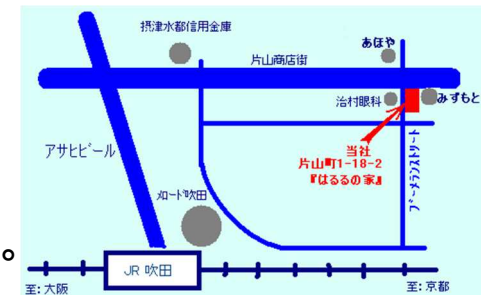 摂津水都信用金庫
あほや
片山商店街
治村眼科
みずもと
アサヒビール
当社
片山町1-18-2
『はるるの家』
ブーメランストリート
メロード吹田
JR 吹田
至: 大阪
至: 京都